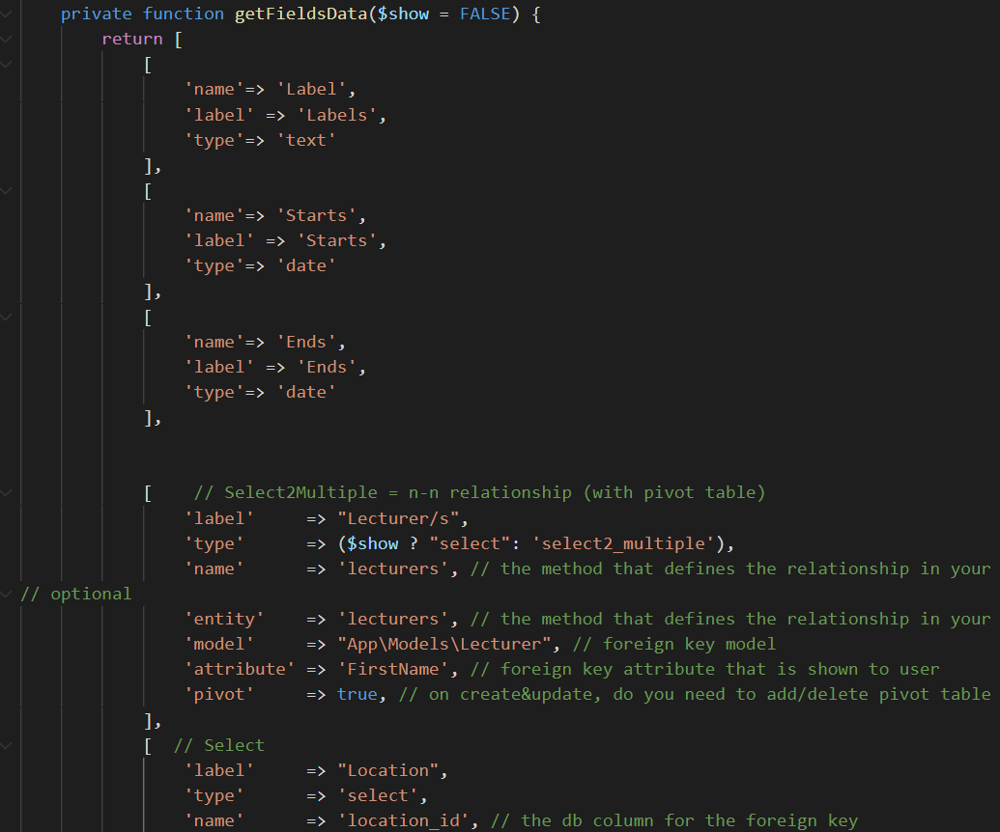 private function getFieldsData($show = FALSE) {
return [
[
'name'=> 'Label',
'label' => 'Labels',
'type'=> 'text'
],
[
'name'=> 'Starts',
'label' => 'Starts',
'type'=> 'date'
],
[
'name'=> 'Ends',
'label' => 'Ends',
'type'=> 'date'
],
[    // Select2Multiple = n-n relationship (with pivot table)
'label'     => "Lecturer/s",
'type'      => ($show ? "select": 'select2_multiple'),
'name'      => 'lecturers', // the method that defines the relationship in your
// optional
'entity'    => 'lecturers', // the method that defines the relationship in your
'model'     => "App\Models\Lecturer", // foreign key model
'attribute' => 'FirstName', // foreign key attribute that is shown to user
'pivot'     => true, // on create&update, do you need to add/delete pivot table
],
[  // Select
'label'     => "Location",
'type'      => 'select',
'name'      => 'location_id', // the db column for the foreign key